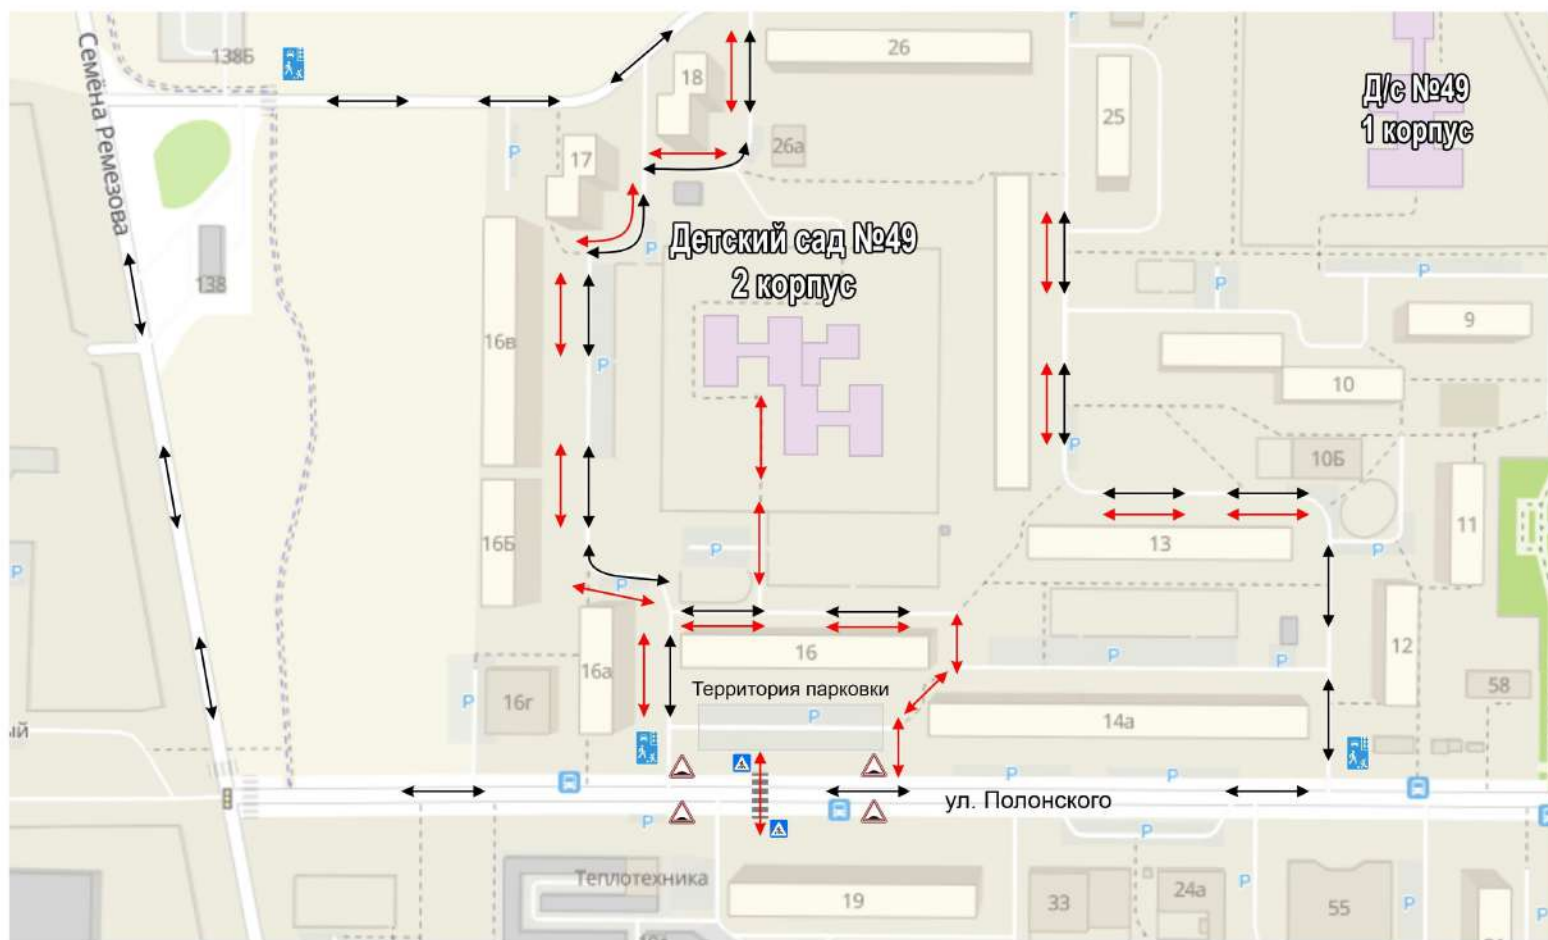 138Б
26
18
Семёна Ремезова
Д/с №49
1 корпус
25
26а
P
17
Детский сад №49
2 корпус
P
P
P
138
9
16в
P
10
P
10Б
11
16Б
P
13
P
P
P
16
12
P
P
16а
58
Территория парковки
16г
P
P
14а
ый
P
P
ул. Полонского
P
P
Теплотехника
19
33
24а
P
55
P